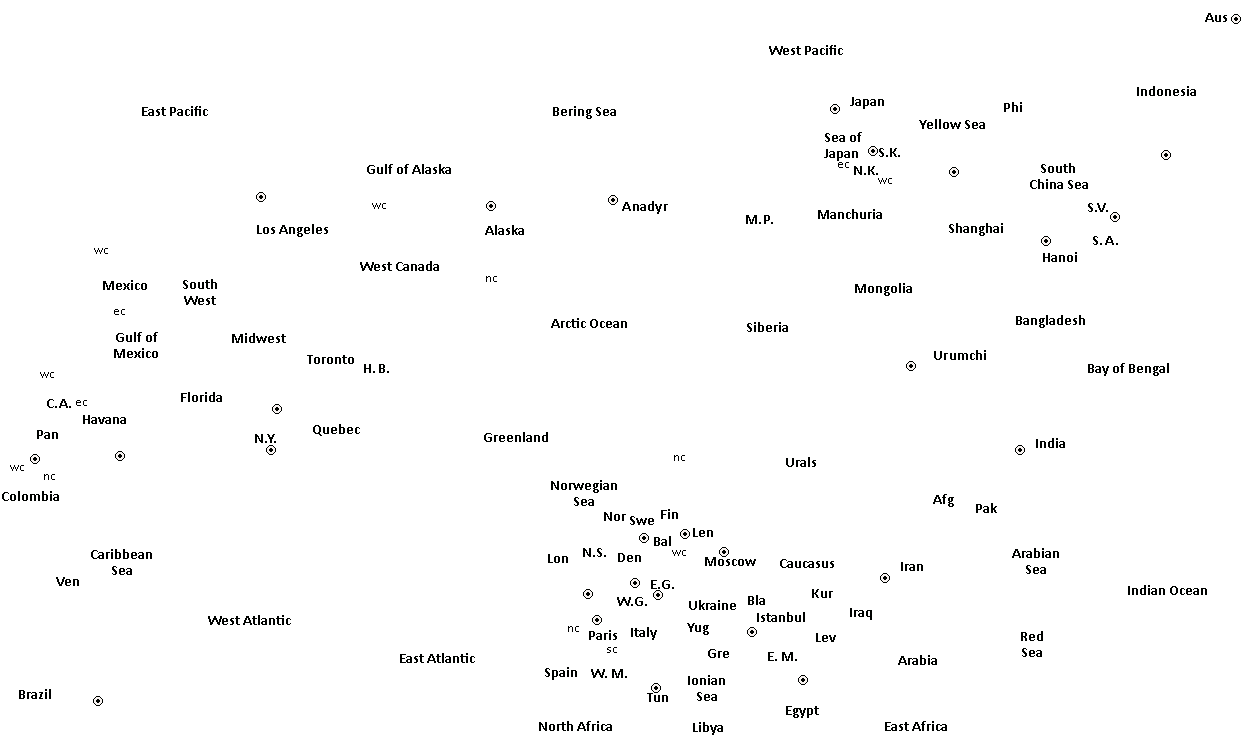 Aus
West Pacific
Indonesia
Japan
Phi
East Pacific
Bering Sea
Yellow Sea
Sea of
Japan
S.K.
ec
N.K.
wc
Gulf of Alaska
South
China Sea
wc
Anadyr
M.P.
Manchuria
S.V.
Los Angeles
Alaska
Shanghai
S.A.
Hanoi
wc
West Canada
nc
Mexico
South
West
Mongolia
ec
Arctic Ocean
Siberia
Bangladesh
Gulf of
Mexico
Midwest
Toronto
H.B.
Urumchi
Bay of Bengal
wc
C.A.
ec
Florida
Havana
Pan
N.Y.
Quebec
Greenland
India
wc
nc
nc
Urals
Colombia
Norwegian
Sea
Afg
Pak
Nor
Swe
Fin
Len
Bal
wc
Caribbean
Sea
Lon
N.S.
Den
Moscow
Caucasus
Iran
Arabian
Sea
Ven
E.G.
W.G.
Ukraine
Bla
Kur
Indian Ocean
West Atlantic
Istanbul
Iraq
nc
Paris
Italy
Yug
Lev
Red
Sea
sc
East Atlantic
Gre
E. M.
Arabia
Spain
W. M.
Ionian
Sea
Brazil
Tun
Egypt
North Africa
Libya
East Africa